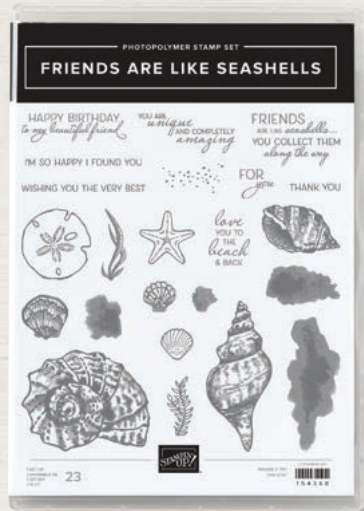 PHOTOPOLYMER STAMP SET
FRIENDS ARE LIKE SEASHELLS
HAPPY BIRTHDAY
to my beautiful friend
YOU ARE
unique
AND COMPLETELY
amazing
FRIENDS
ARE LIKE seashells...
YOU COLLECT THEM
along the way
I'M SO HAPPY I FOUND YOU
FOR
you
THANK YOU
WISHING YOU THE VERY BEST
love
YOU TO
THE
beach
& BACK
23
STAMPIN' UP!
154368